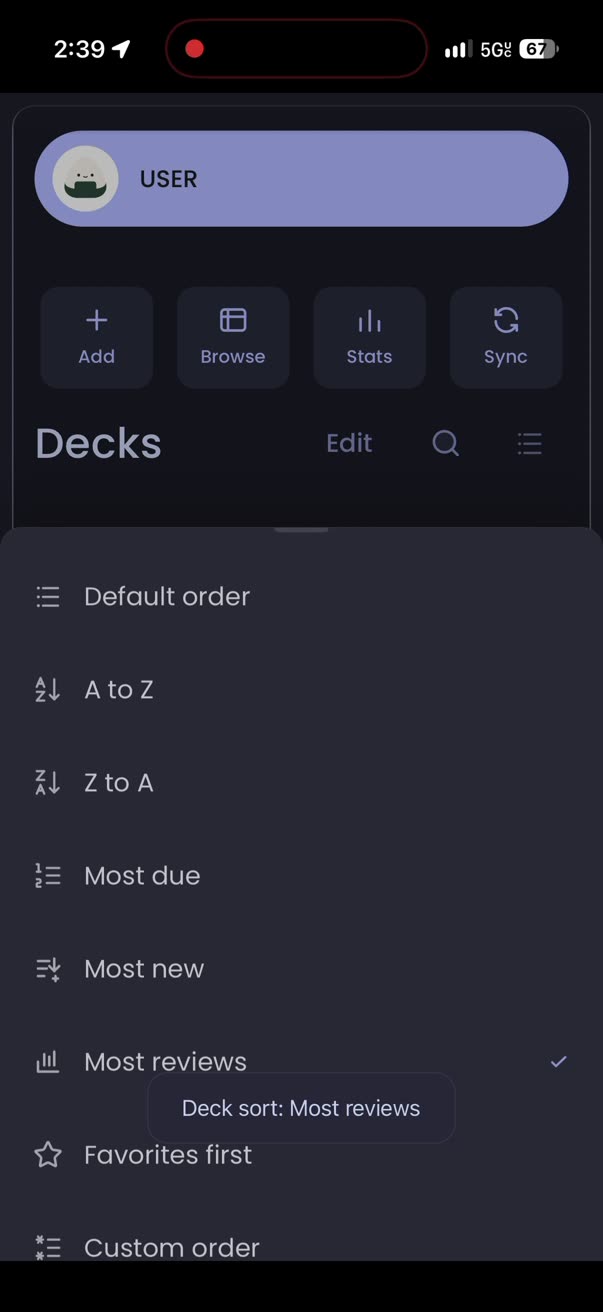 2:39
5G UC
67
USER
Add
Browse
Stats
Sync
Decks
Edit
Default order
A to Z
Z to A
Most due
Most new
Most reviews
Deck sort: Most reviews
Favorites first
Custom order